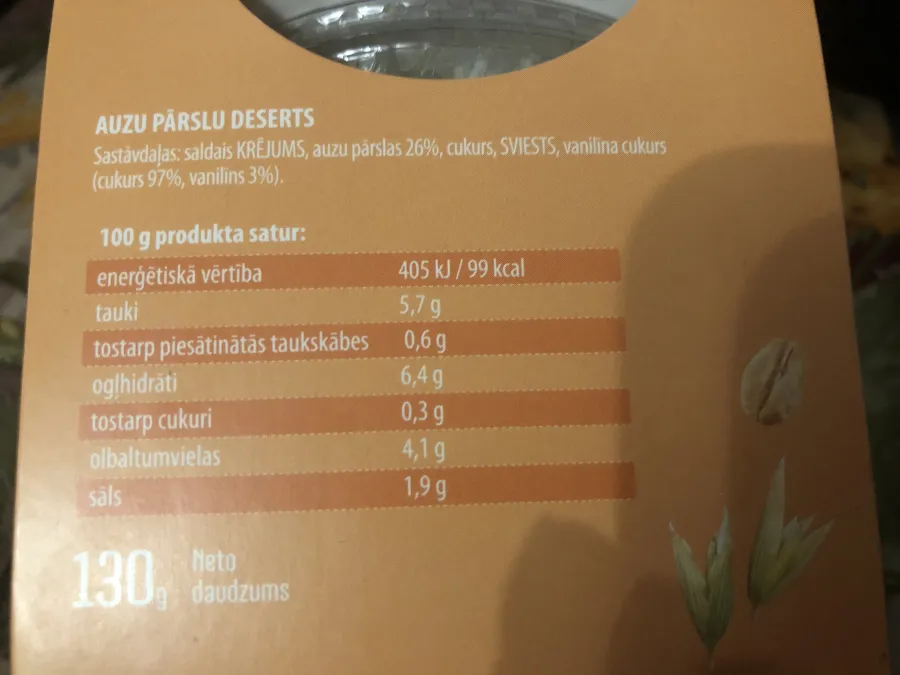 AUZU PĀRSLU DESERTS
Sastāvdaļas: saldais KRĒJUMS, auzu pārslas 26%, cukurs, SVIESTS, vanilīna cukurs
(cukurs 97%, vanilīns 3%).
100 g produkta satur:
enerģētiskā vērtība 405 kJ / 99 kcal
tauki 5,7 g
tostarp piesātinātās taukskābes 0,6 g
ogļhidrāti 6,4 g
tostarp cukuri 0,3 g
olbaltumvielas 4,1 g
sāls 1,9 g
130g Neto
daudzums